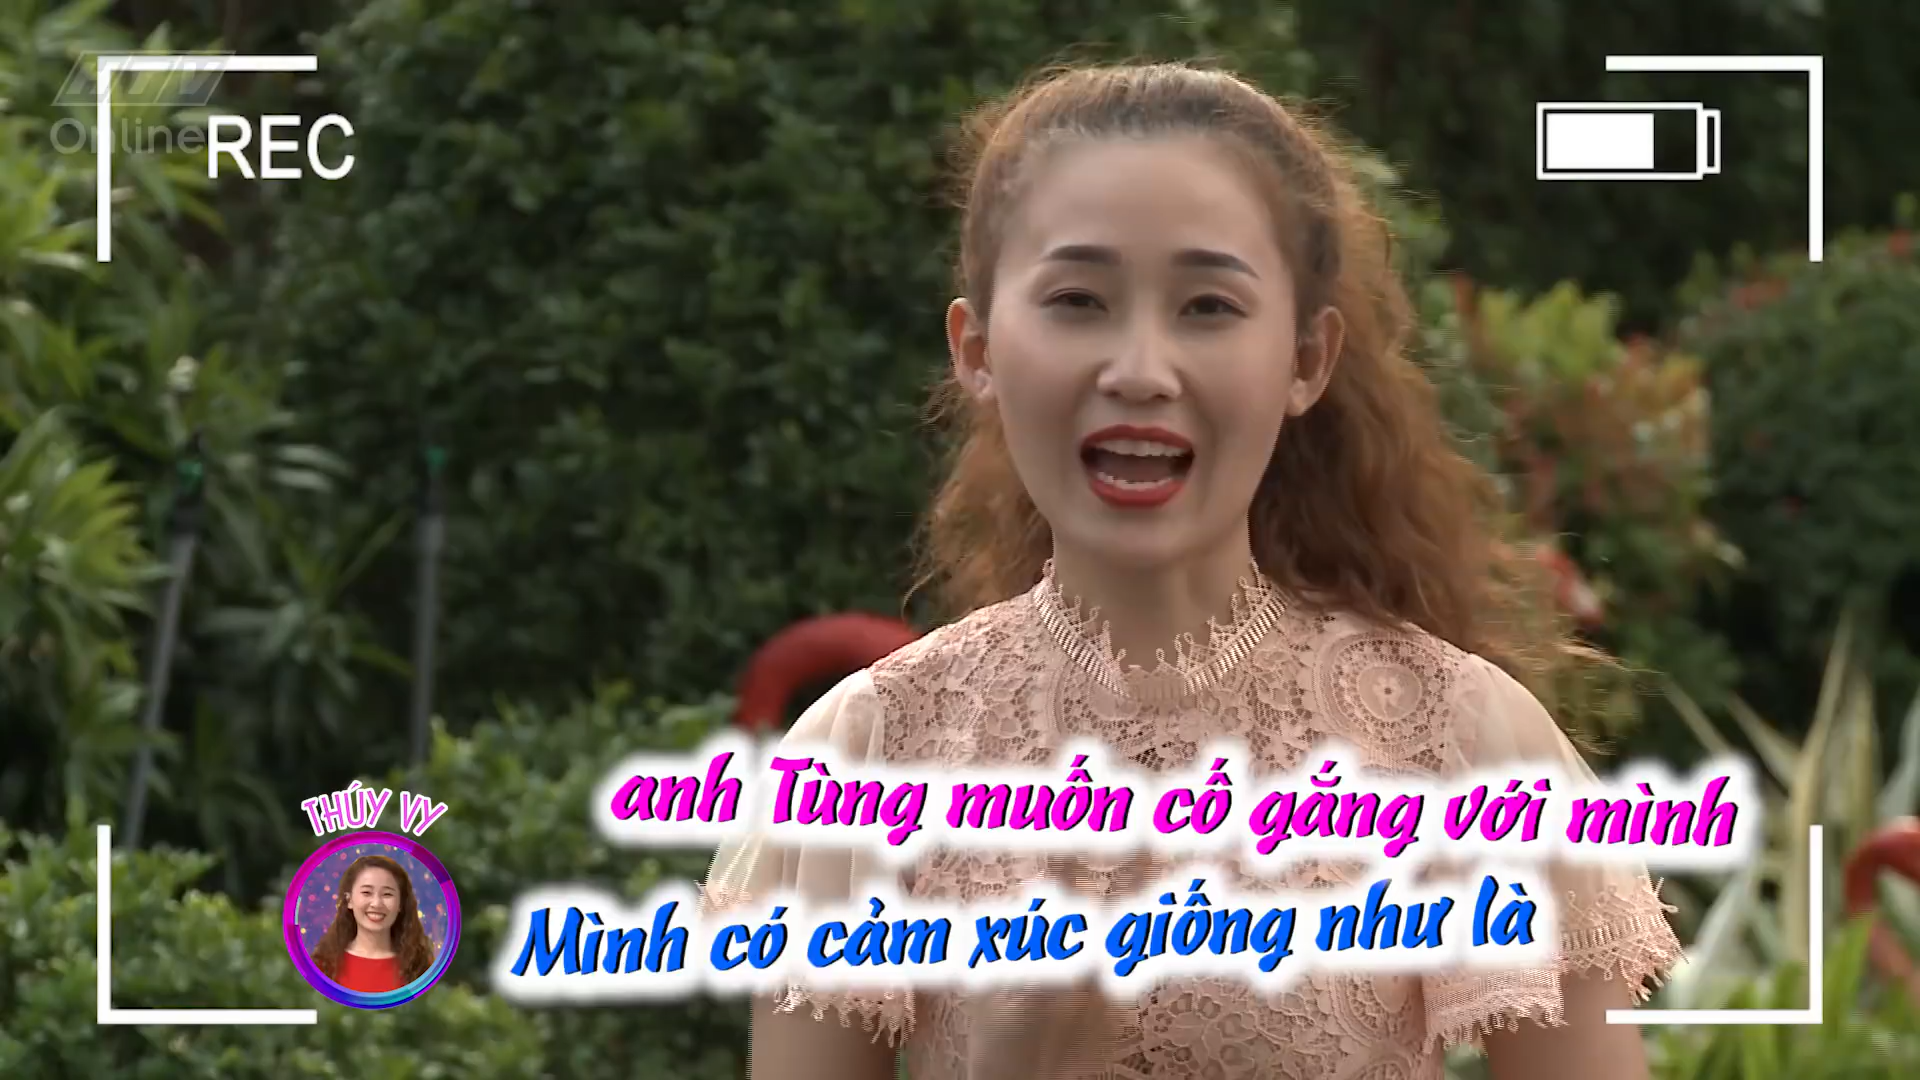 HTV
Online
REC
THÚY VY
anh Tùng muốn cố gắng với mình
Mình có cảm xúc giống như là